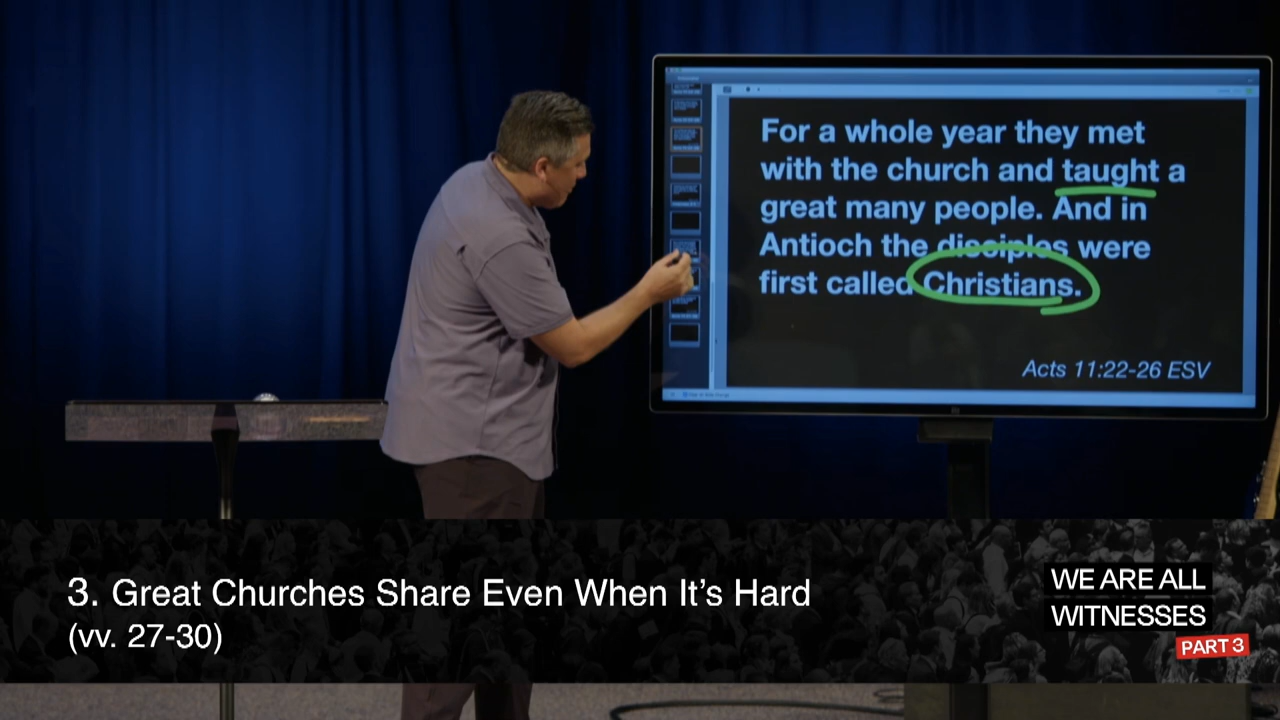 For a whole year they met
with the church and taught a
great many people. And in
Antioch the disciples were
first called Christians.
Acts 11:22-26 ESV
3. Great Churches Share Even When It's Hard
(vv. 27-30)
WE ARE ALL
WITNESSES
PART 3